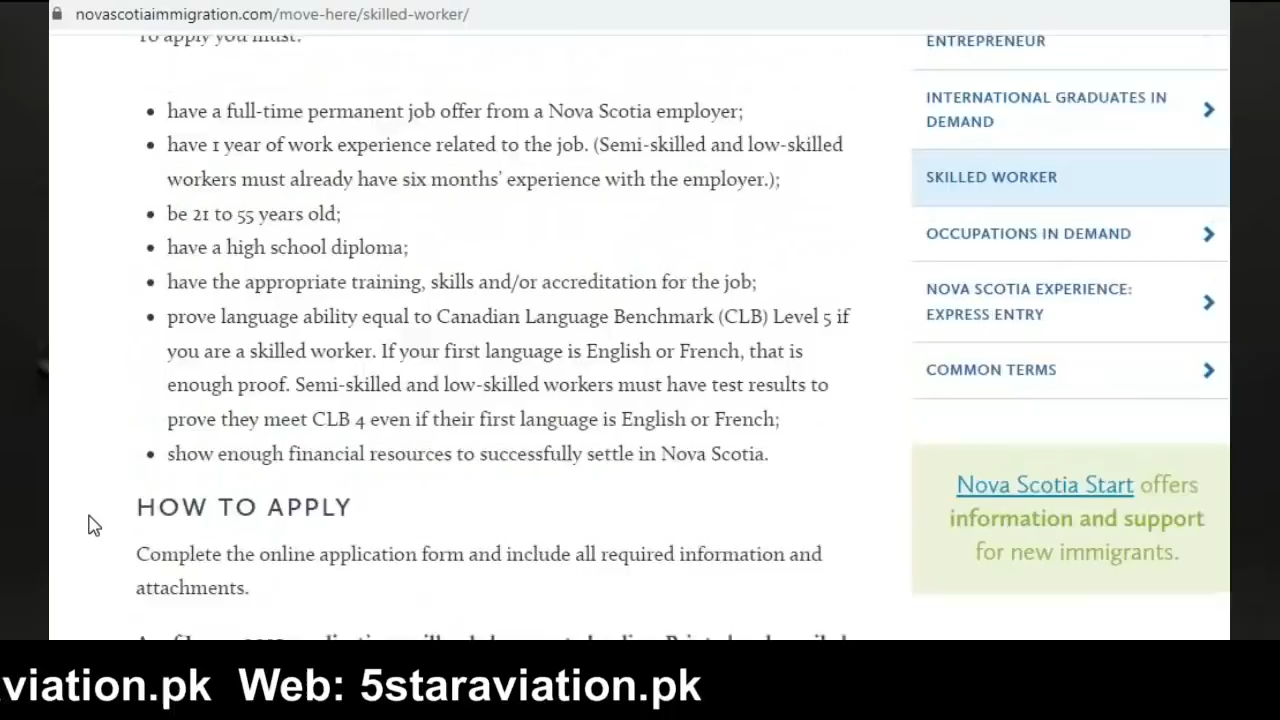 novascotiaimmigration.com/move-here/skilled-worker/
To apply you must:
have a full-time permanent job offer from a Nova Scotia employer;
have 1 year of work experience related to the job. (Semi-skilled and low-skilled
workers must already have six months' experience with the employer.);
be 21 to 55 years old;
have a high school diploma;
have the appropriate training, skills and/or accreditation for the job;
prove language ability equal to Canadian Language Benchmark (CLB) Level 5 if
you are a skilled worker. If your first language is English or French, that is
enough proof. Semi-skilled and low-skilled workers must have test results to
prove they meet CLB 4 even if their first language is English or French;
show enough financial resources to successfully settle in Nova Scotia.
HOW TO APPLY
Complete the online application form and include all required information and
attachments.
ENTREPRENEUR
INTERNATIONAL GRADUATES IN
DEMAND
SKILLED WORKER
OCCUPATIONS IN DEMAND
NOVA SCOTIA EXPERIENCE:
EXPRESS ENTRY
COMMON TERMS
Nova Scotia Start offers
information and support
for new immigrants.
viation.pk Web: 5staraviation.pk